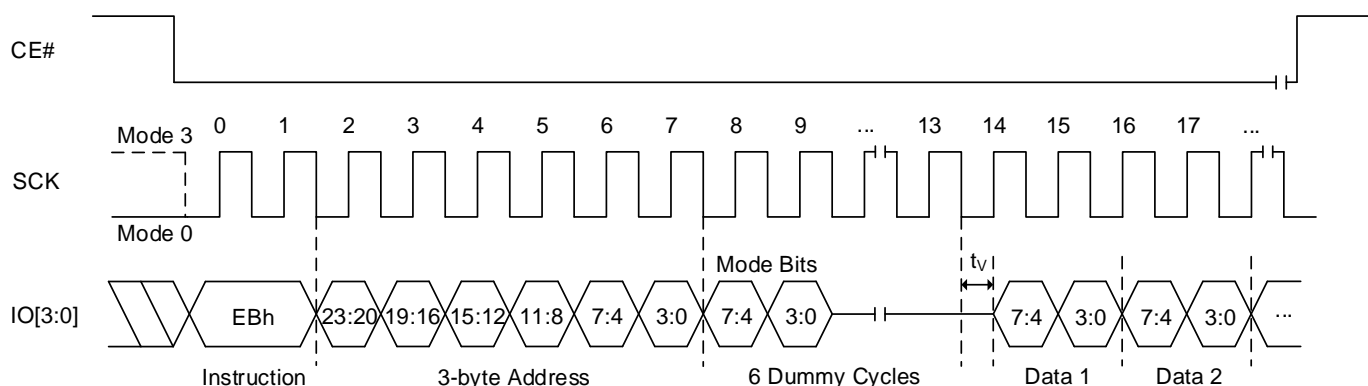 CE#
0 1 2 3 4 5 6 7 8 9 ... 13 14 15 16 17 ...
Mode 3
SCK
Mode 0
Mode Bits tV
IO[3:0] EBh 23:20 19:16 15:12 11:8 7:4 3:0 7:4 3:0 7:4 3:0 7:4 3:0 ...
Instruction 3-byte Address 6 Dummy Cycles Data 1 Data 2